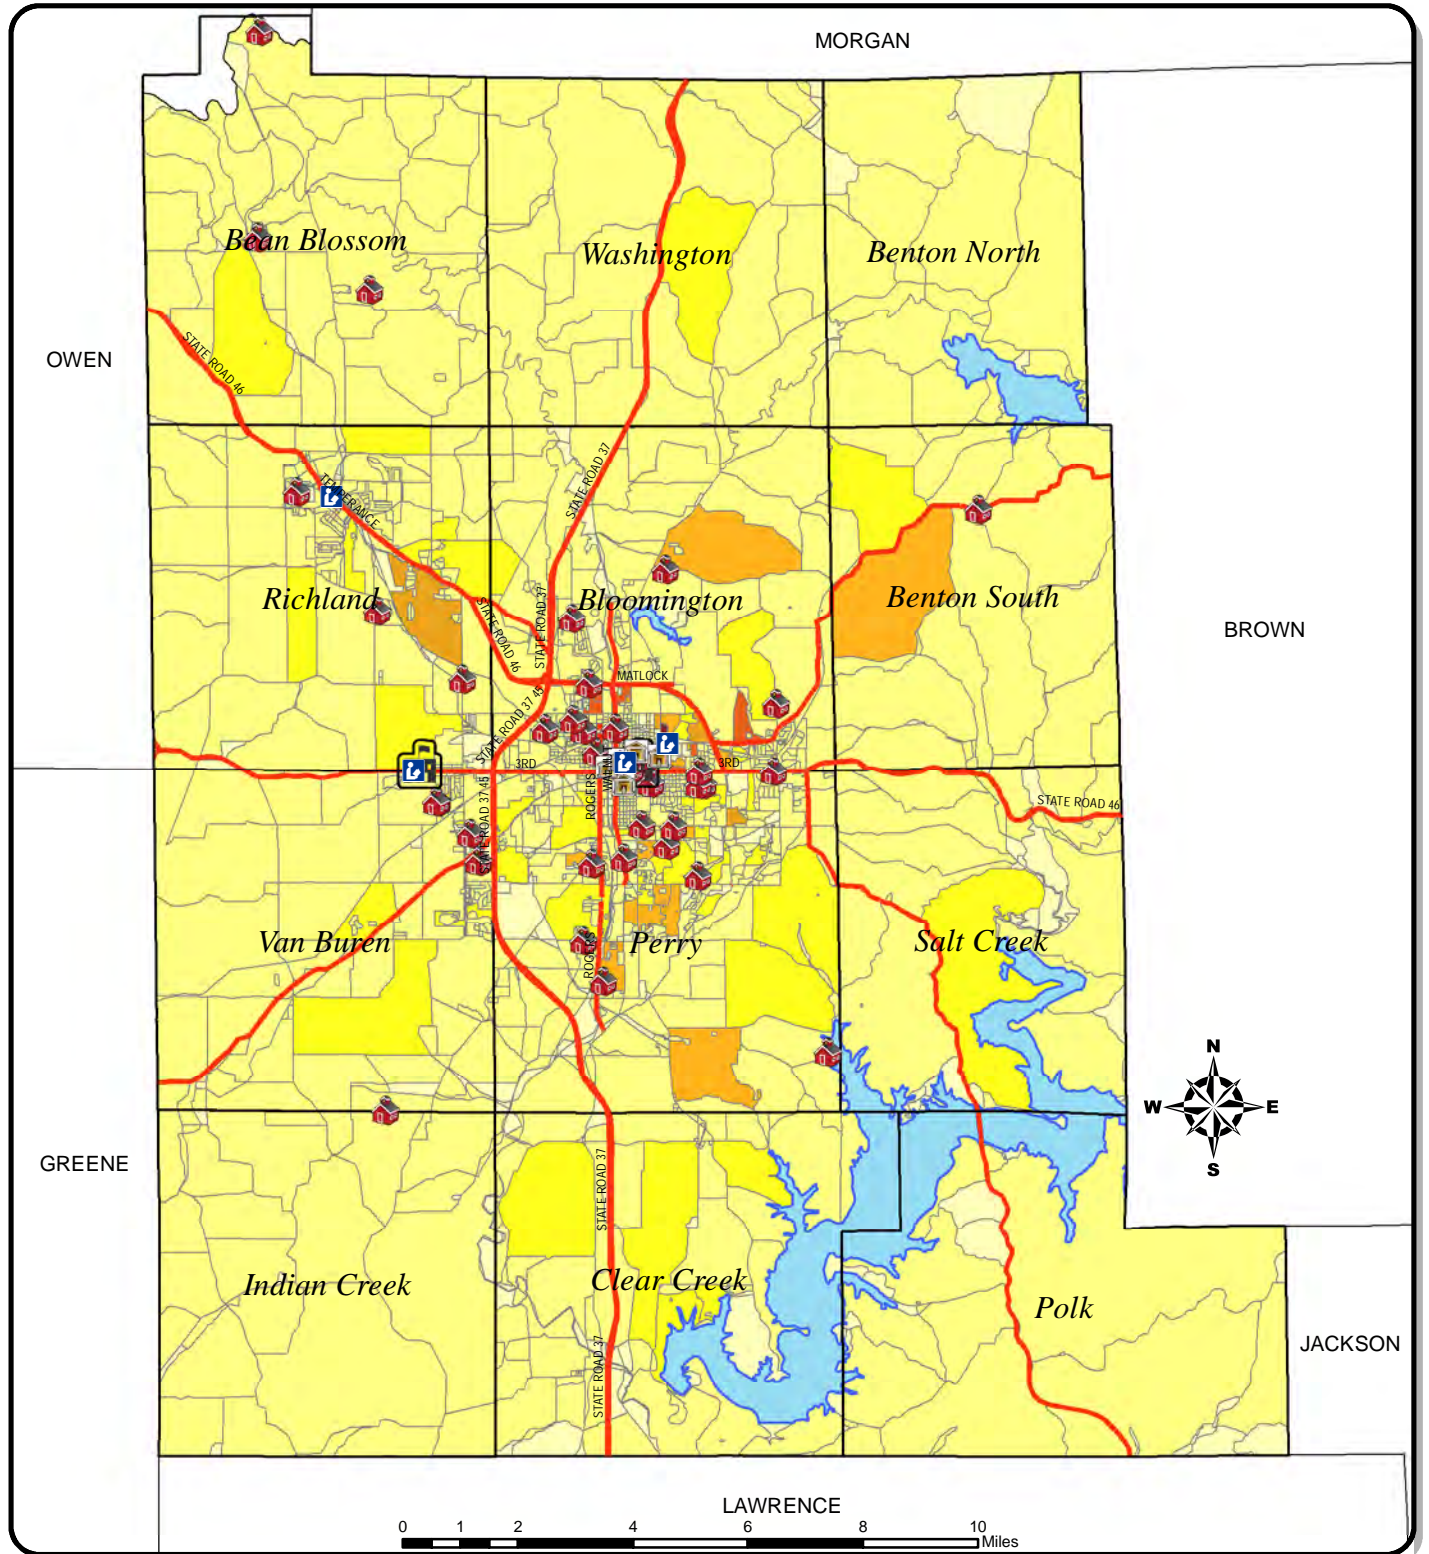 MORGAN
Bean Blossom
Washington
Benton North
OWEN
STATE ROAD 46
STATE ROAD 37
TEMPERANCE
Richland
Bloomington
Benton South
STATE ROAD 37
STATE ROAD 46
BROWN
MATLOCK
STATE ROAD 37 45
3RD
WALNUT
3RD
ROGERS
STATE ROAD 37 45
STATE ROAD 46
Van Buren
ROGERS
Perry
Salt Creek
N
W
E
S
GREENE
STATE ROAD 37
Indian Creek
Clear Creek
Polk
JACKSON
STATE ROAD 37
LAWRENCE
0 1 2 4 6 8 10
Miles